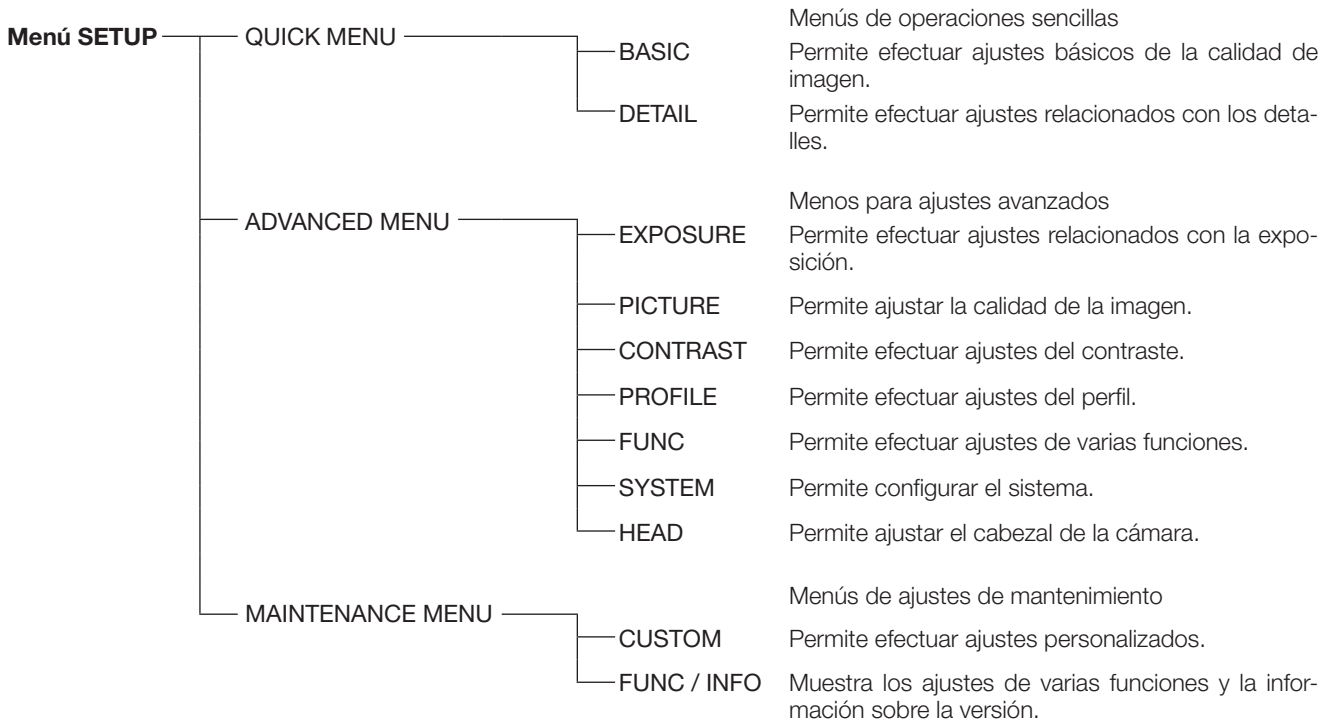 Menús de operaciones sencillas
Menú SETUP QUICK MENU
BASIC Permite efectuar ajustes básicos de la calidad de
imagen.
DETAIL Permite efectuar ajustes relacionados con los deta-
lles.
Menos para ajustes avanzados
ADVANCED MENU
EXPOSURE Permite efectuar ajustes relacionados con la expo-
sición.
PICTURE Permite ajustar la calidad de la imagen.
CONTRAST Permite efectuar ajustes del contraste.
PROFILE Permite efectuar ajustes del perfil.
FUNC Permite efectuar ajustes de varias funciones.
SYSTEM Permite configurar el sistema.
HEAD Permite ajustar el cabezal de la cámara.
Menús de ajustes de mantenimiento
MAINTENANCE MENU
CUSTOM Permite efectuar ajustes personalizados.
FUNC / INFO Muestra los ajustes de varias funciones y la infor-
mación sobre la versión.